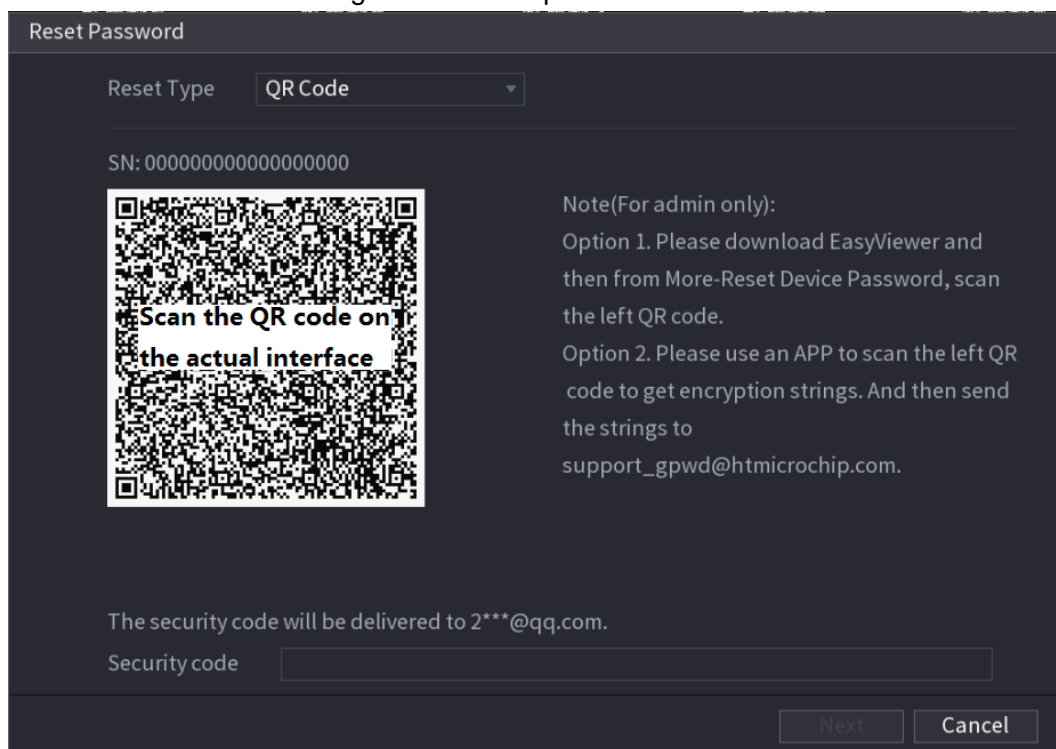 Reset Password
Reset Type QR Code
SN: 000000000000000000
Scan the QR code on
the actual interface
Note(For admin only):
Option 1. Please download EasyViewer and
then from More-Reset Device Password, scan
the left QR code.
Option 2. Please use an APP to scan the left QR
code to get encryption strings. And then send
the strings to
support_gpwd@htmicrochip.com.
The security code will be delivered to 2***@qq.com.
Security code
Next Cancel